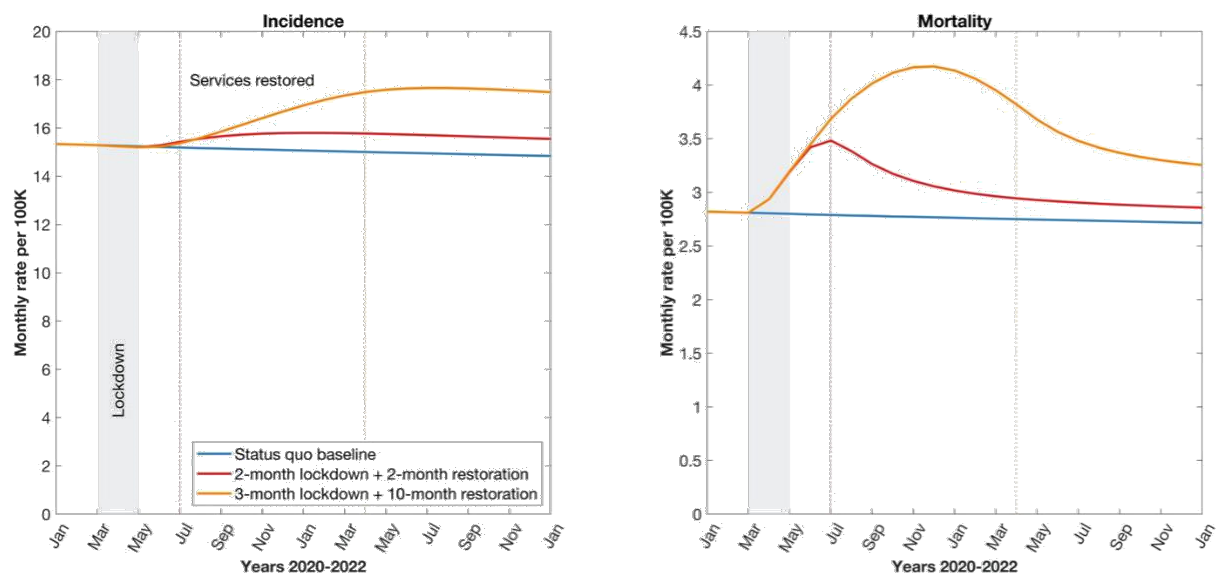 Incidence
20
18
16
14
12
10
8
6
4
2
0
Monthly rate per 100K
Services restored
Lockdown
Status quo baseline
2-month lockdown + 2-month restoration
3-month lockdown + 10-month restoration
Jan
Mar
May
Jul
Sep
Nov
Jan
Mar
May
Jul
Sep
Nov
Jan
Years 2020-2022
Mortality
4.5
4
3.5
3
2.5
2
1.5
1
0.5
0
Monthly rate per 100K
Jan
Mar
May
Jul
Sep
Nov
Jan
Mar
May
Jul
Sep
Nov
Jan
Years 2020-2022